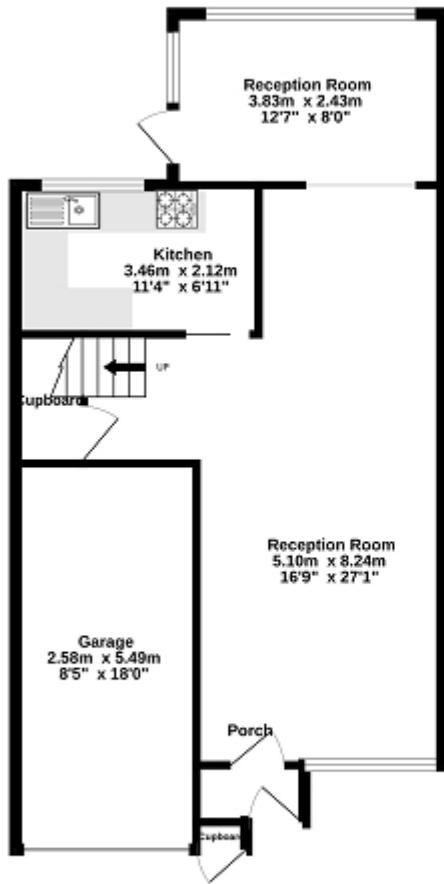 Reception Room
3.83m x 2.43m
12'7" x 8'0"
Kitchen
3.46m x 2.12m
11'4" x 6'11"
UP
Cupboard
Reception Room
5.10m x 8.24m
16'9" x 27'1"
Garage
2.58m x 5.49m
8'5" x 18'0"
Porch
Cupboard